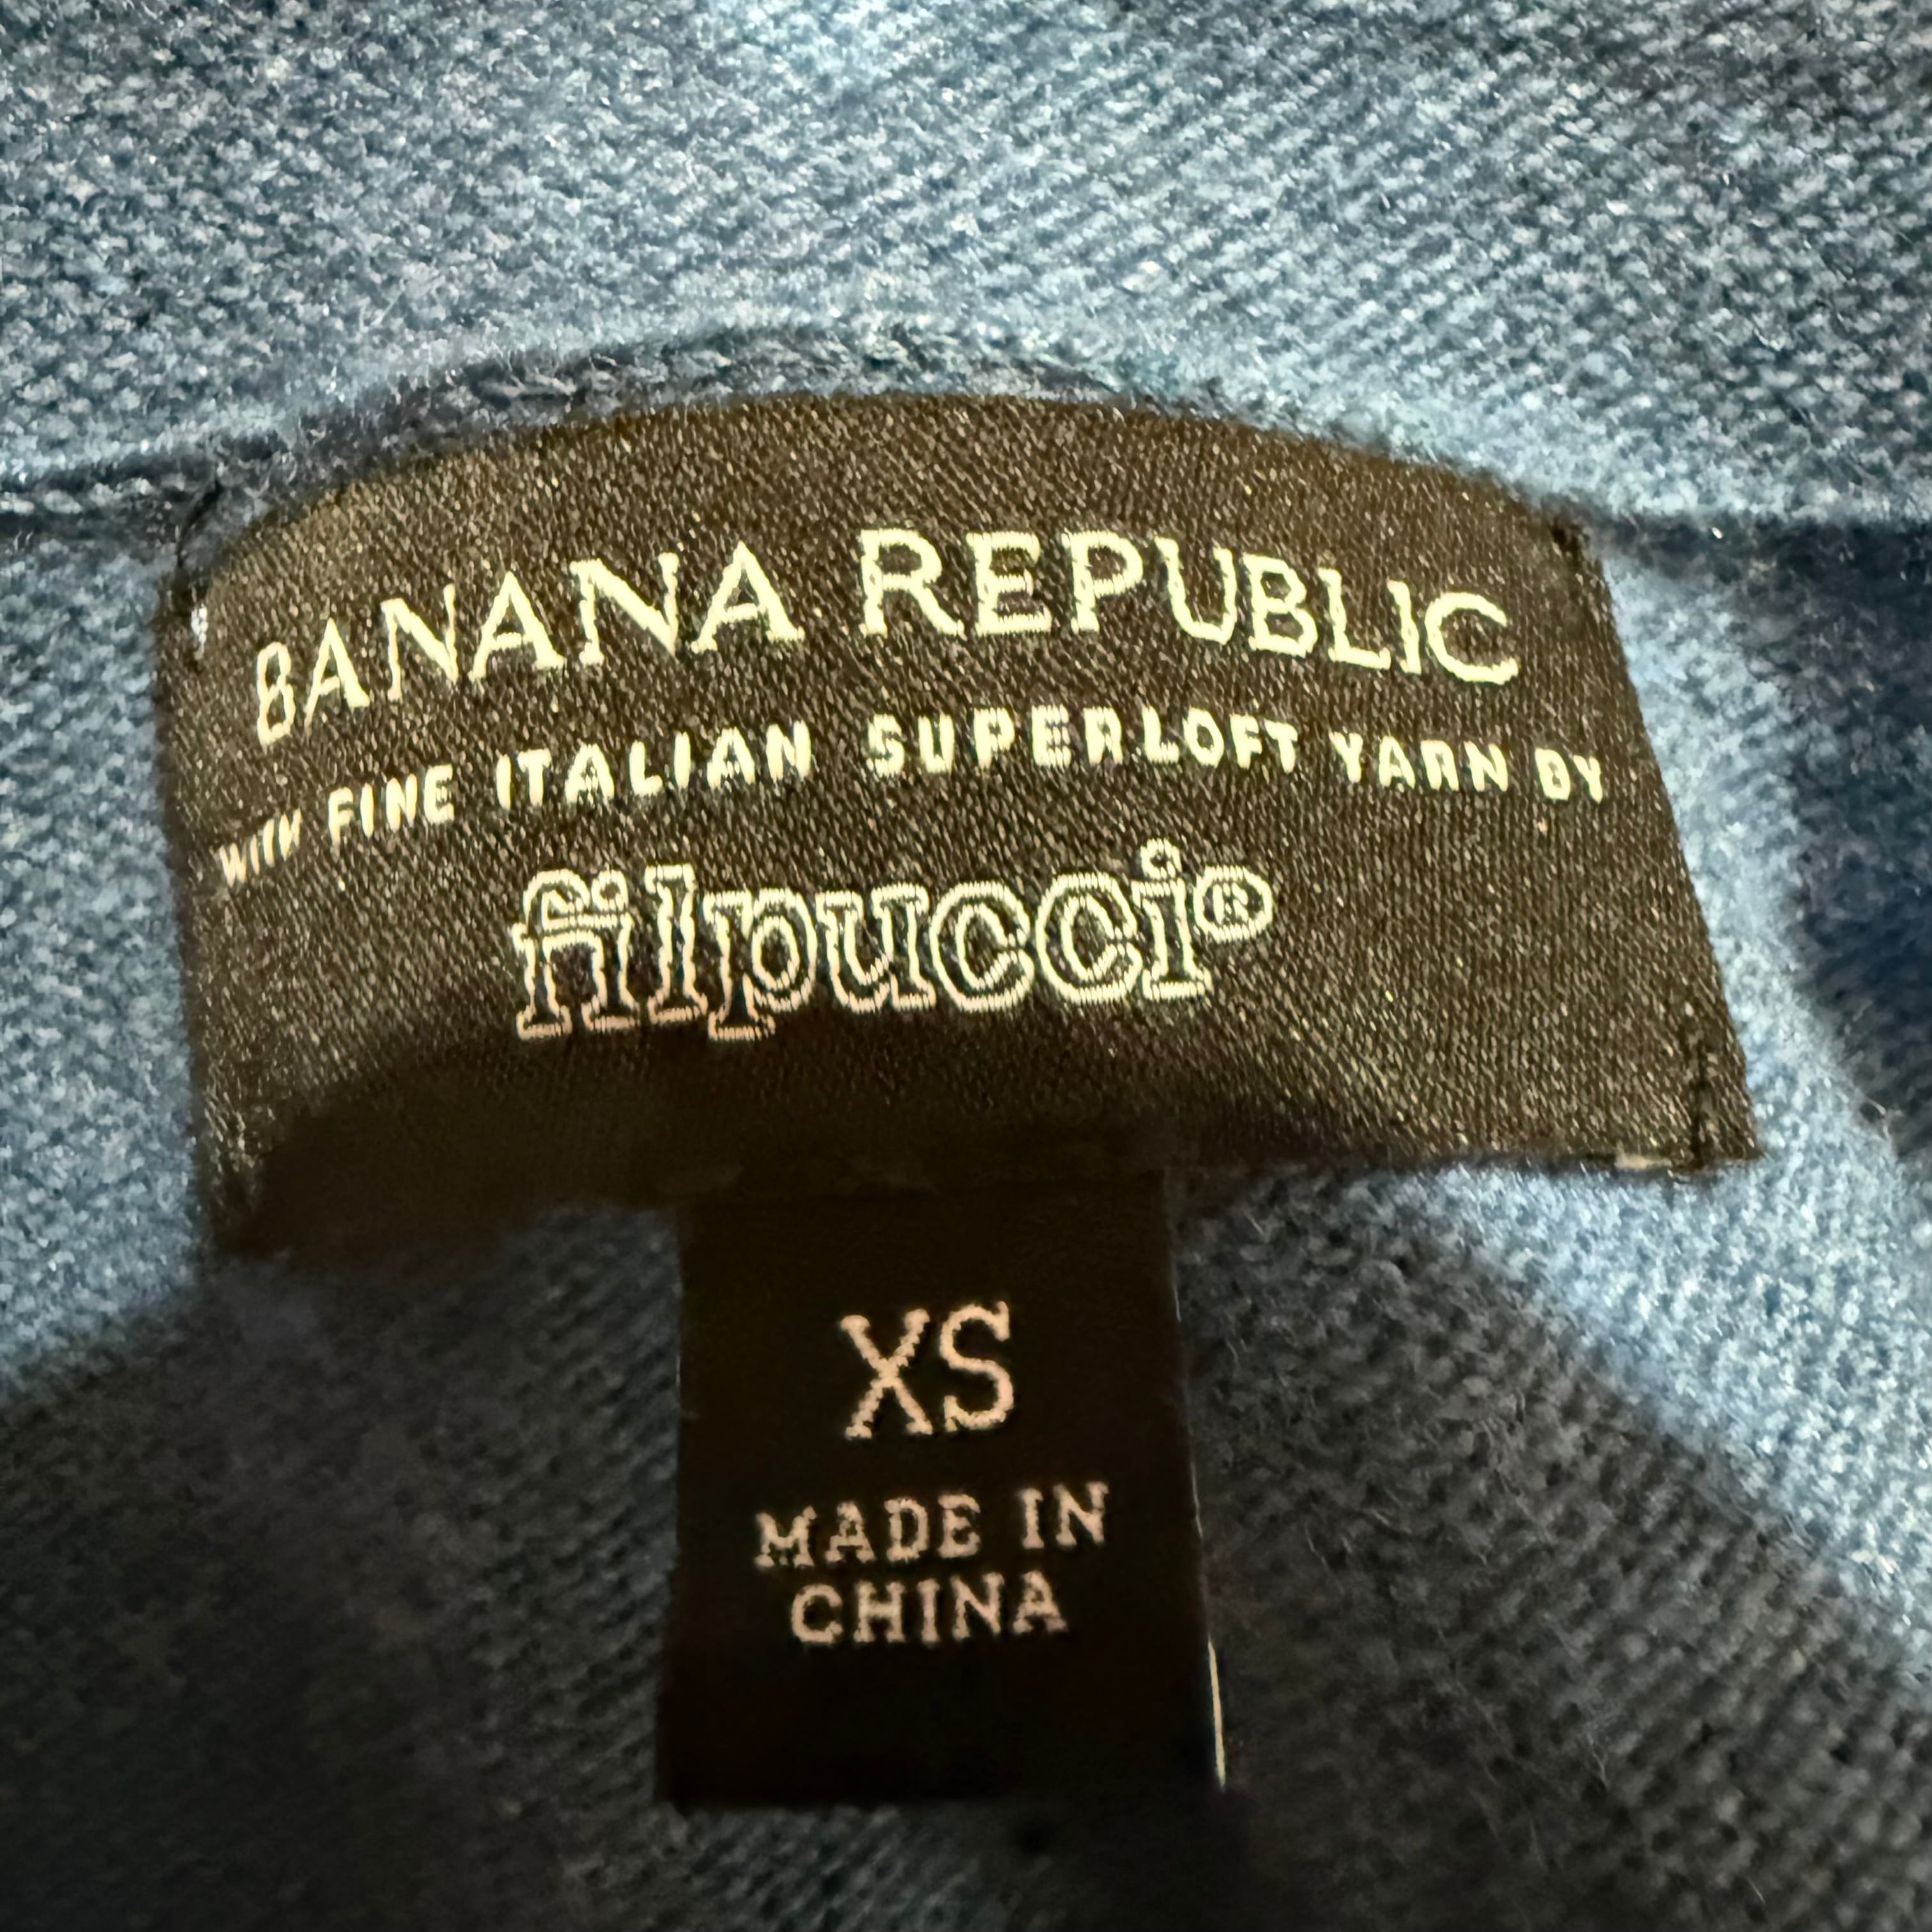 BANANA REPUBLIC
WITH FINE ITALIAN SUPERLOFT YARN BY
filpucci®
XS
MADE IN
CHINA